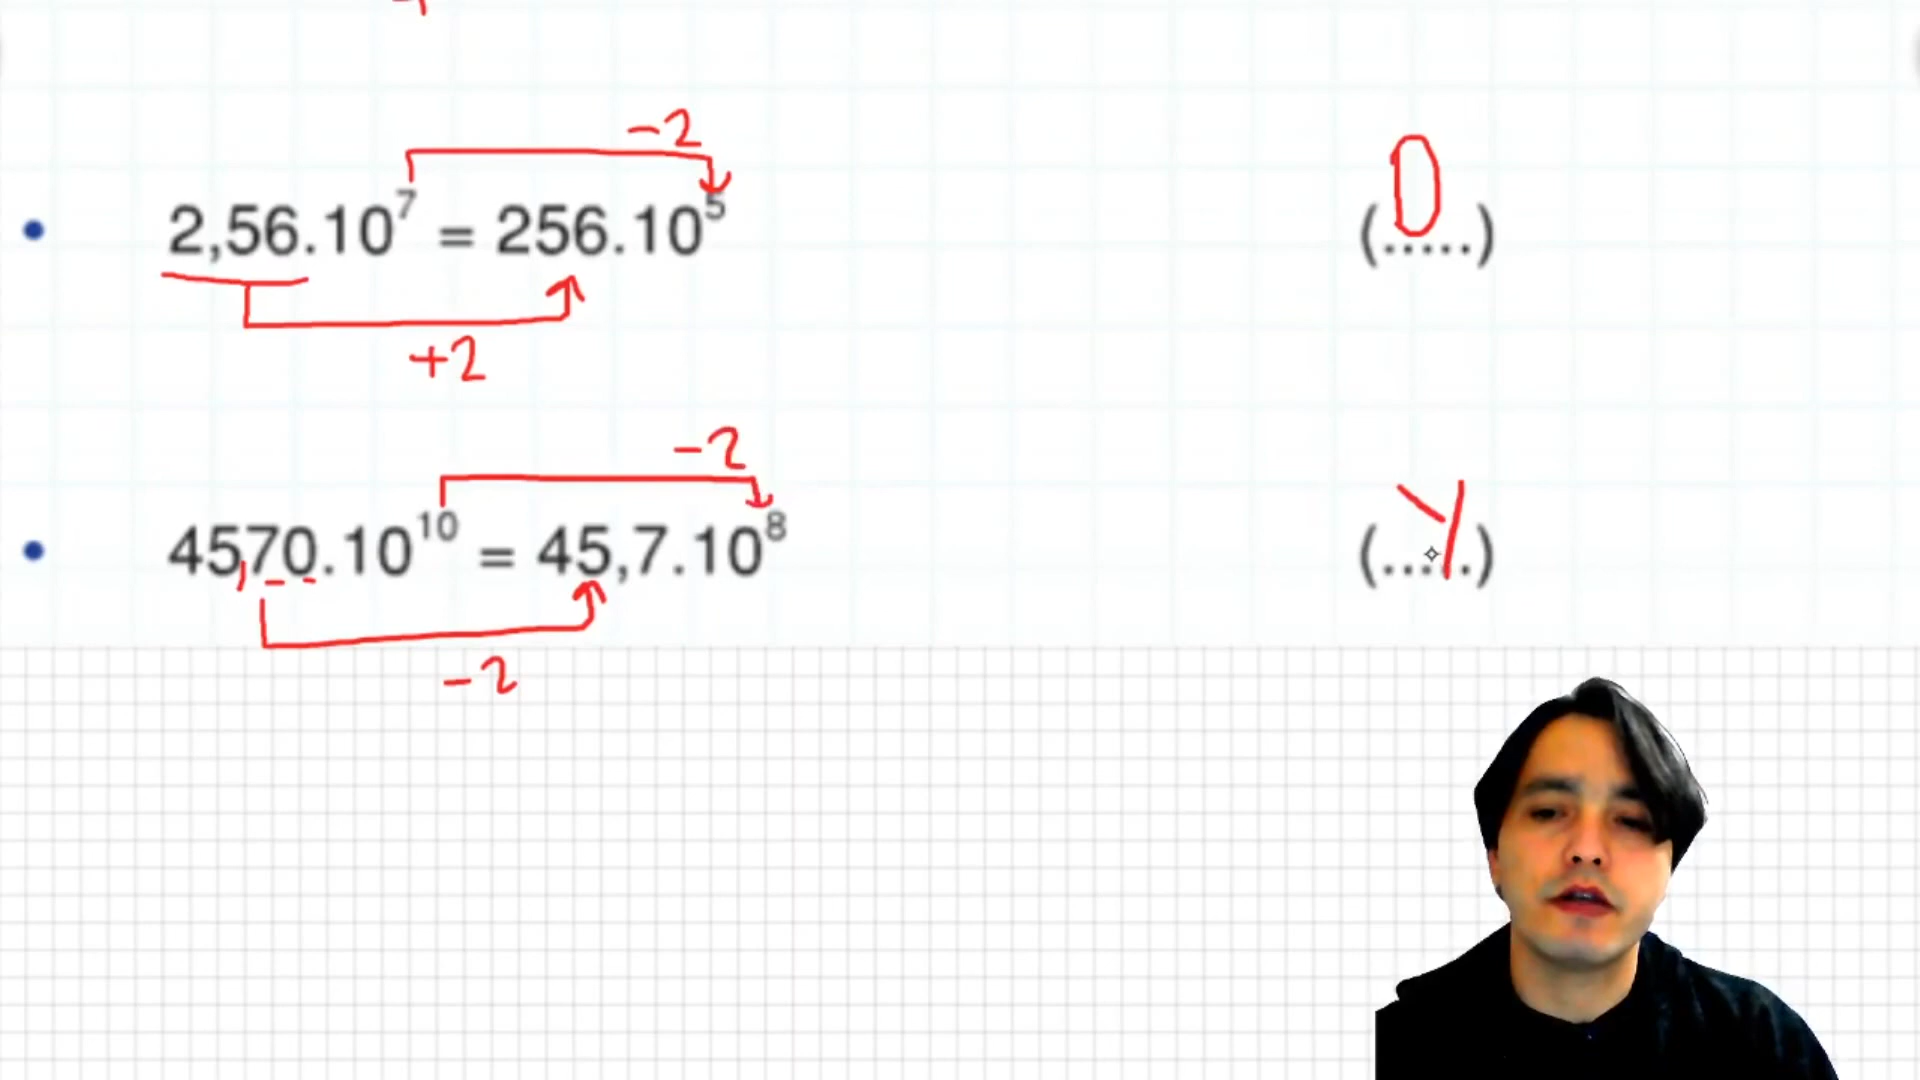 -2
2,56.10⁷ = 256.10⁵ (.....) D
+2
-2
4570.10¹⁰ = 45,7.10⁸ (.....) Y
-2